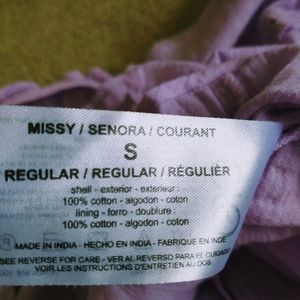 MISSY / SENORA / COURANT
S
REGULAR / REGULAR / RÉGULIÈR
shell - exterior - exterieur :
100% cotton - algodon - coton
lining - forro - doublure :
100% cotton - algodon - coton
MADE IN INDIA - HECHO EN INDIA - FABRIQUE EN INDE
SEE REVERSE FOR CARE - VER AL REVERSO PARA EL CUIDADO
VOIR LES INSTRUCTIONS D'ENTRETIEN AU DOS